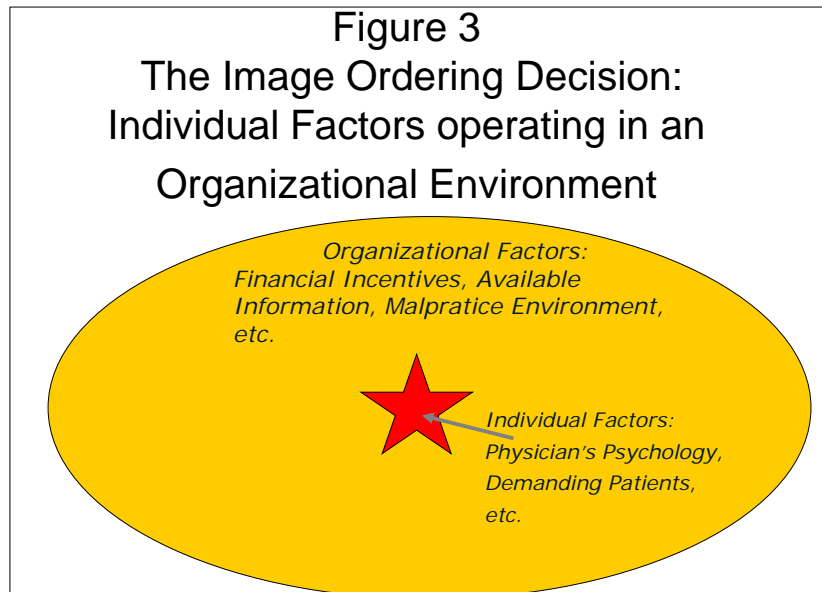 Figure 3
The Image Ordering Decision:
Individual Factors operating in an
Organizational Environment
Organizational Factors:
Financial Incentives, Available
Information, Malpratice Environment,
etc.
Individual Factors:
Physician's Psychology,
Demanding Patients,
etc.